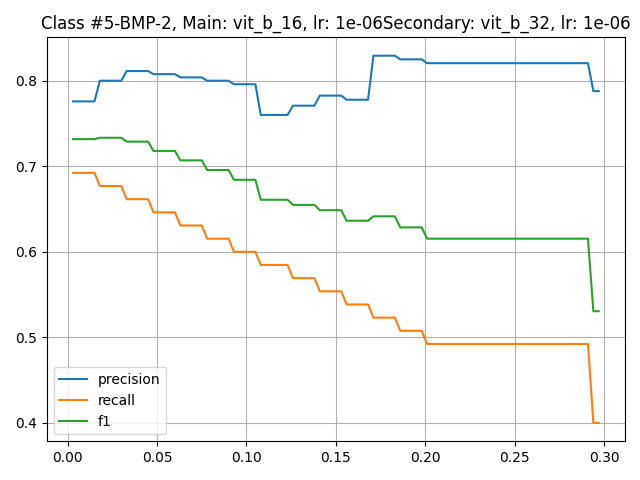 Class #5-BMP-2, Main: vit_b_16, lr: 1e-06Secondary: vit_b_32, lr: 1e-06
0.8
0.7
0.6
0.5
0.4
precision
recall
f1
0.00 0.05 0.10 0.15 0.20 0.25 0.30